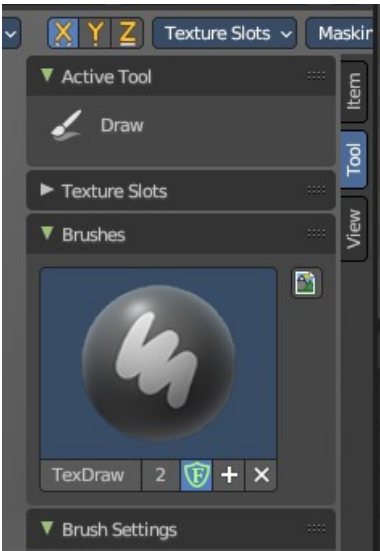 X Y Z Texture Slots Maskin
Active Tool
Draw
Texture Slots
Brushes
TexDraw 2 F
Brush Settings
Item
Tool
View